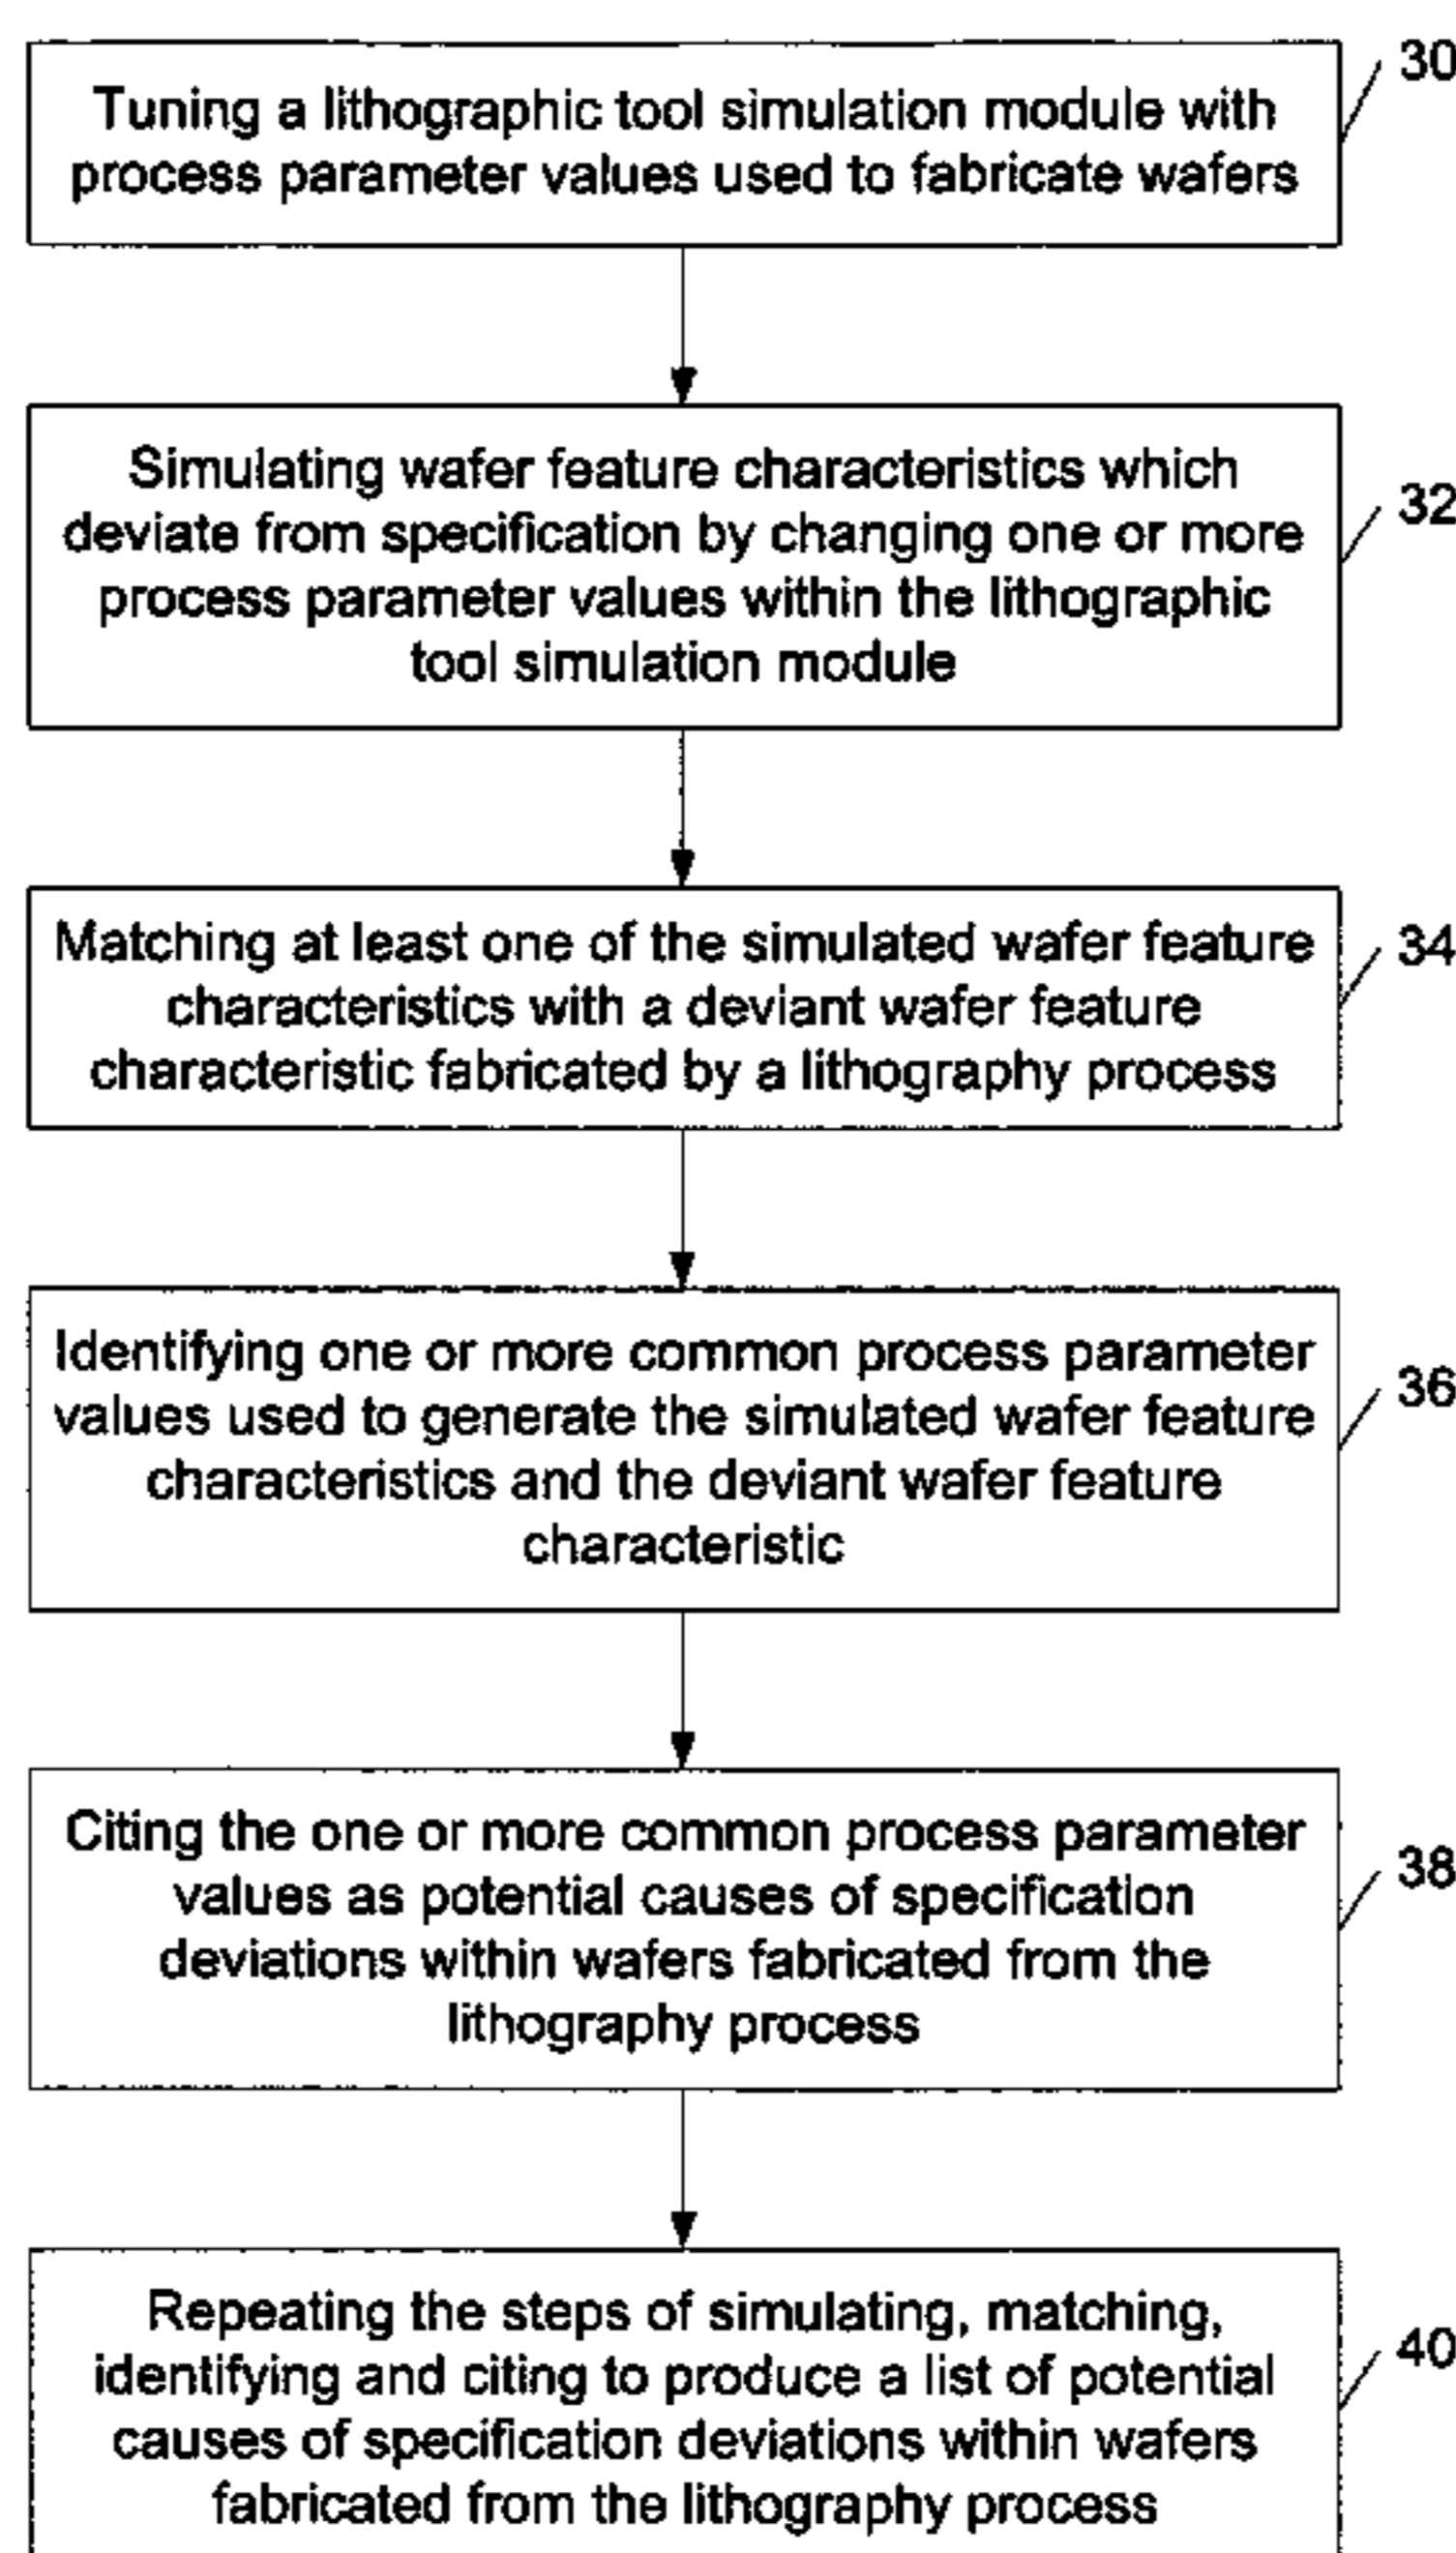 30
Tuning a lithographic tool simulation module with
process parameter values used to fabricate wafers
Simulating wafer feature characteristics which
32
deviate from specification by changing one or more
process parameter values within the lithographic
tool simulation module
Matching at least one of the simulated wafer feature
34
characteristics with a deviant wafer feature
characteristic fabricated by a lithography process
Identifying one or more common process parameter
36
values used to generate the simulated wafer feature
characteristics and the deviant wafer feature
characteristic
Citing the one or more common process parameter
38
values as potential causes of specification
deviations within wafers fabricated from the
lithography process
Repeating the steps of simulating, matching,
40
identifying and citing to produce a list of potential
causes of specification deviations within wafers
fabricated from the lithography process